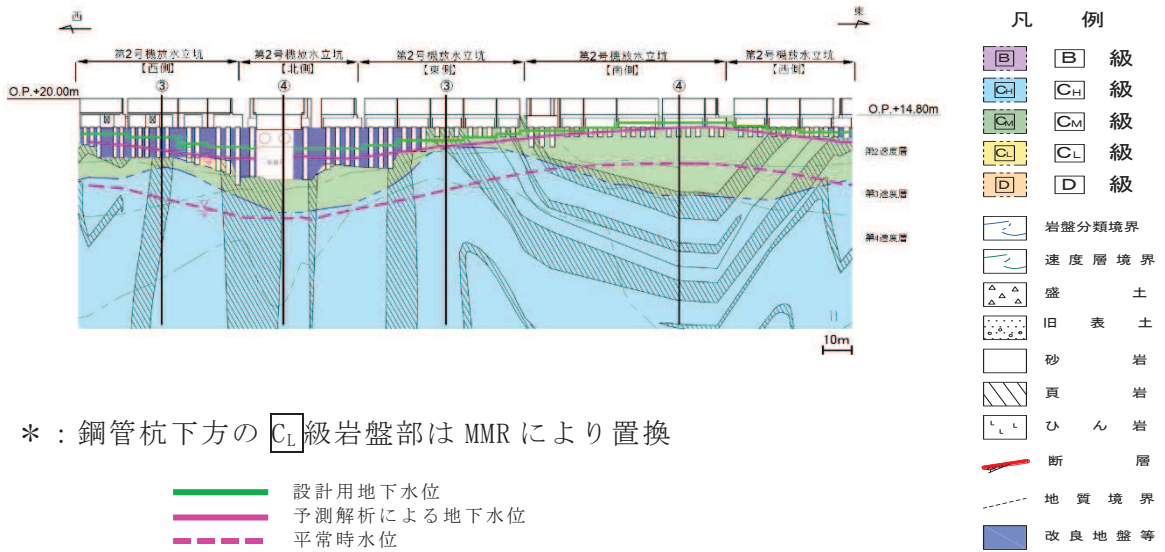 西
東
第2号機放水立坑 第2号機放水立坑 第2号機放水立坑 第2号機放水立坑 第2号機放水立坑
【西側】 【北側】 【東側】 【南側】 【西側】
③ ④ ③ ④
O.P.+20.00m
O.P.+14.80m
第2速度層
第3速度層
第4速度層
10m
＊：鋼管杭下方のCL級岩盤部はMMRにより置換
設計用地下水位
予測解析による地下水位
平常時水位
凡例
B B 級
CH CH 級
CM CM 級
CL CL 級
D D 級
岩盤分類境界
速度層境界
盛土
旧表土
砂岩
頁岩
ひん岩
断層
地質境界
改良地盤等